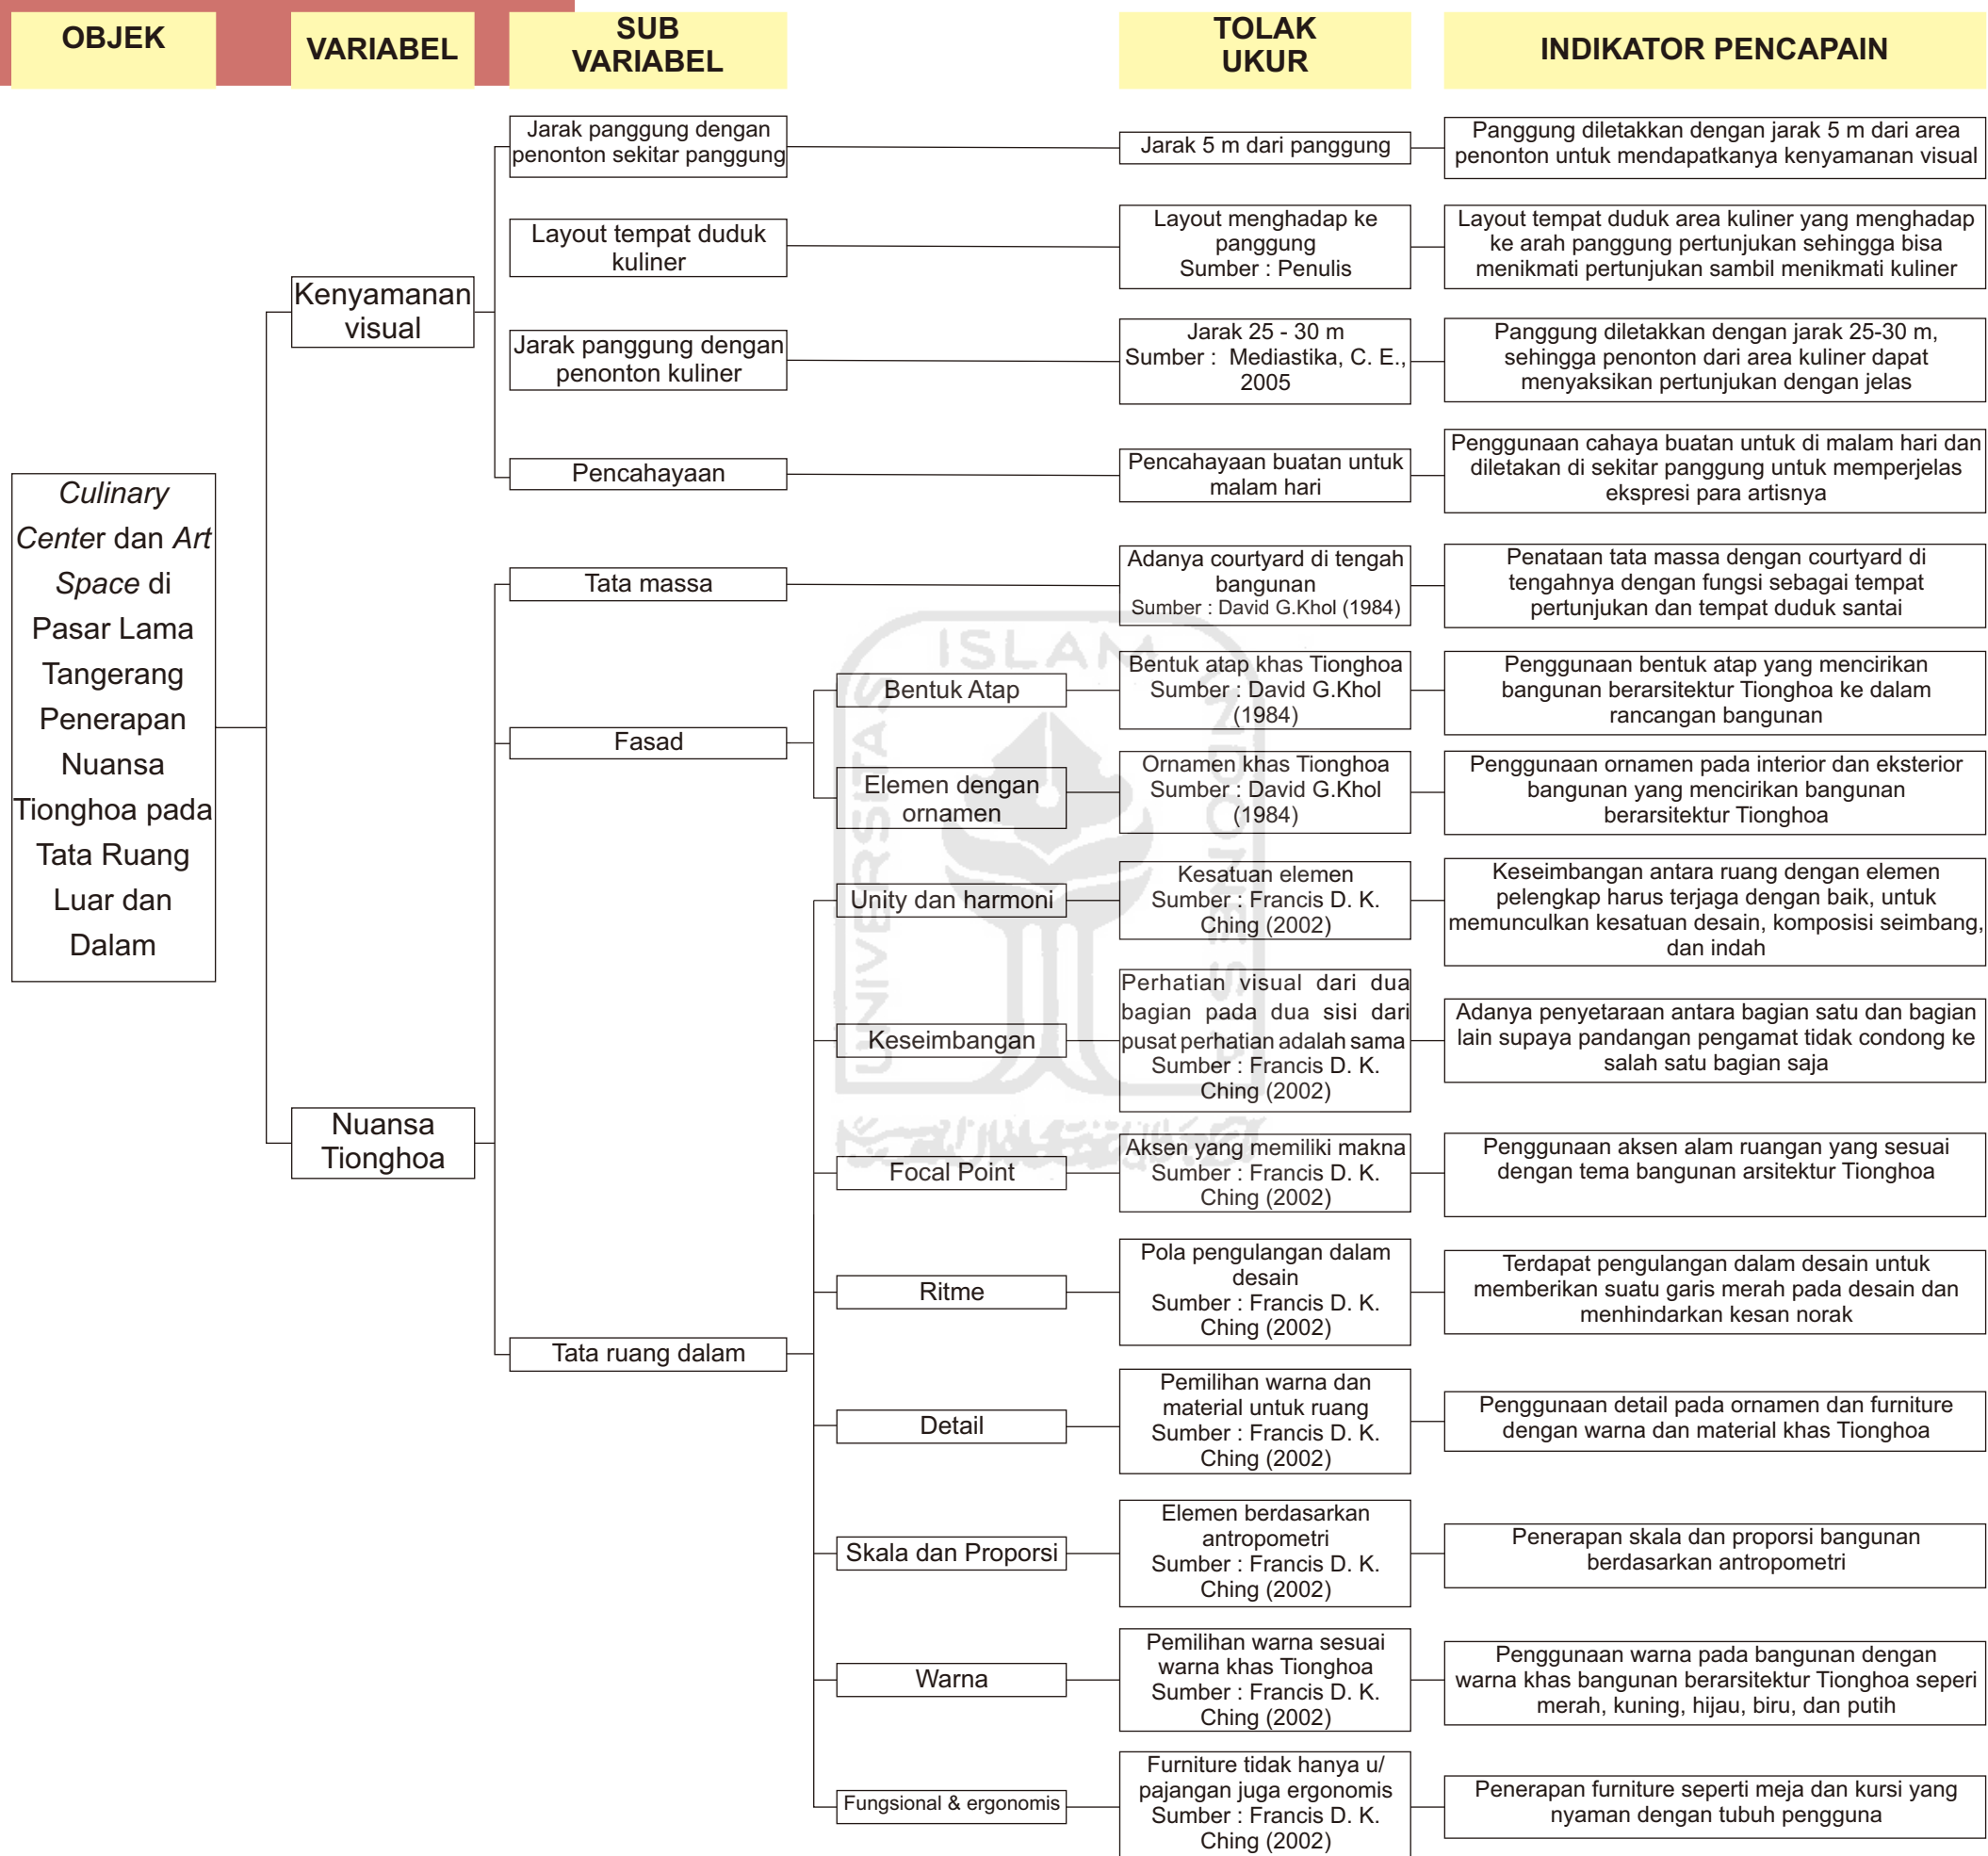 OBJEK
VARIABEL
SUB
VARIABEL
TOLAK
UKUR
INDIKATOR PENCAPAIN
Culinary
Center dan Art
Space di
Pasar Lama
Tangerang
Penerapan
Nuansa
Tionghoa pada
Tata Ruang
Luar dan
Dalam
Kenyamanan
visual
Jarak panggung dengan
penonton sekitar panggung
Jarak 5 m dari panggung
Panggung diletakkan dengan jarak 5 m dari area
penonton untuk mendapatkanya kenyamanan visual
Layout tempat duduk
kuliner
Layout menghadap ke
panggung
Sumber : Penulis
Layout tempat duduk area kuliner yang menghadap
ke arah panggung pertunjukan sehingga bisa
menikmati pertunjukan sambil menikmati kuliner
Jarak panggung dengan
penonton kuliner
Jarak 25 - 30 m
Sumber : Mediastika, C. E.,
2005
Panggung diletakkan dengan jarak 25-30 m,
sehingga penonton dari area kuliner dapat
menyaksikan pertunjukan dengan jelas
Pencahayaan
Pencahayaan buatan untuk
malam hari
Penggunaan cahaya buatan untuk di malam hari dan
diletakan di sekitar panggung untuk memperjelas
ekspresi para artisnya
Nuansa
Tionghoa
Tata massa
Adanya courtyard di tengah
bangunan
Sumber : David G.Khol (1984)
Penataan tata massa dengan courtyard di
tengahnya dengan fungsi sebagai tempat
pertunjukan dan tempat duduk santai
Fasad
Bentuk Atap
Bentuk atap khas Tionghoa
Sumber : David G.Khol
(1984)
Penggunaan bentuk atap yang mencirikan
bangunan berarsitektur Tionghoa ke dalam
rancangan bangunan
Elemen dengan
ornamen
Ornamen khas Tionghoa
Sumber : David G.Khol
(1984)
Penggunaan ornamen pada interior dan eksterior
bangunan yang mencirikan bangunan
berarsitektur Tionghoa
Tata ruang dalam
Unity dan harmoni
Kesatuan elemen
Sumber : Francis D. K.
Ching (2002)
Keseimbangan antara ruang dengan elemen
pelengkap harus terjaga dengan baik, untuk
memunculkan kesatuan desain, komposisi seimbang,
dan indah
Keseimbangan
Perhatian visual dari dua
bagian pada dua sisi dari
pusat perhatian adalah sama
Sumber : Francis D. K.
Ching (2002)
Adanya penyetaraan antara bagian satu dan bagian
lain supaya pandangan pengamat tidak condong ke
salah satu bagian saja
Focal Point
Aksen yang memiliki makna
Sumber : Francis D. K.
Ching (2002)
Penggunaan aksen alam ruangan yang sesuai
dengan tema bangunan arsitektur Tionghoa
Ritme
Pola pengulangan dalam
desain
Sumber : Francis D. K.
Ching (2002)
Terdapat pengulangan dalam desain untuk
memberikan suatu garis merah pada desain dan
menhindarkan kesan norak
Detail
Pemilihan warna dan
material untuk ruang
Sumber : Francis D. K.
Ching (2002)
Penggunaan detail pada ornamen dan furniture
dengan warna dan material khas Tionghoa
Skala dan Proporsi
Elemen berdasarkan
antropometri
Sumber : Francis D. K.
Ching (2002)
Penerapan skala dan proporsi bangunan
berdasarkan antropometri
Warna
Pemilihan warna sesuai
warna khas Tionghoa
Sumber : Francis D. K.
Ching (2002)
Penggunaan warna pada bangunan dengan
warna khas bangunan berarsitektur Tionghoa seperi
merah, kuning, hijau, biru, dan putih
Fungsional & ergonomis
Furniture tidak hanya u/
pajangan juga ergonomis
Sumber : Francis D. K.
Ching (2002)
Penerapan furniture seperti meja dan kursi yang
nyaman dengan tubuh pengguna
UNIVERSITAS
ISLAM
INDONESIA